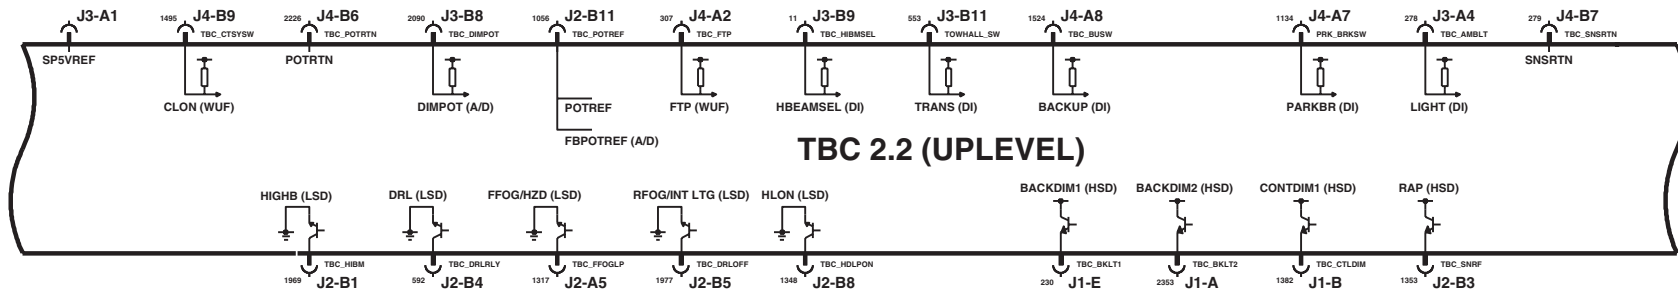 J3-A1
1495 J4-B9
2226 J4-B6
2090 J3-B8
1056 J2-B11
307 J4-A2
11 J3-B9
553 J3-B11
1524 J4-A8
1134 J4-A7
278 J3-A4
279 J4-B7
TBC_CTSYSW
TBC_POTRTN
TBC_DIMPOT
TBC_POTREF
TBC_FTP
TBC_HIBMSEL
TOWHALL_SW
TBC_BUSW
PRK_BRKSW
TBC_AMBLT
TBC_SNSRTN
SP5VREF
POTRTN
SNSRTN
CLON (WUF)
DIMPOT (A/D)
POTREF
FTP (WUF)
HBEAMSEL (DI)
TRANS (DI)
BACKUP (DI)
PARKBR (DI)
LIGHT (DI)
FBPOTREF (A/D)
TBC 2.2 (UPLEVEL)
HIGHB (LSD)
DRL (LSD)
FFOG/HZD (LSD)
RFOG/INT LTG (LSD)
HLON (LSD)
BACKDIM1 (HSD)
BACKDIM2 (HSD)
CONTDIM1 (HSD)
RAP (HSD)
TBC_HIBM
TBC_DRLRLY
TBC_FFOGLP
TBC_DRLOFF
TBC_HDLPON
TBC_BKLT1
TBC_BKLT2
TBC_CTLDIM
TBC_SNRF
1969 J2-B1
592 J2-B4
1317 J2-A5
1977 J2-B5
1348 J2-B8
230 J1-E
2353 J1-A
1382 J1-B
1353 J2-B3